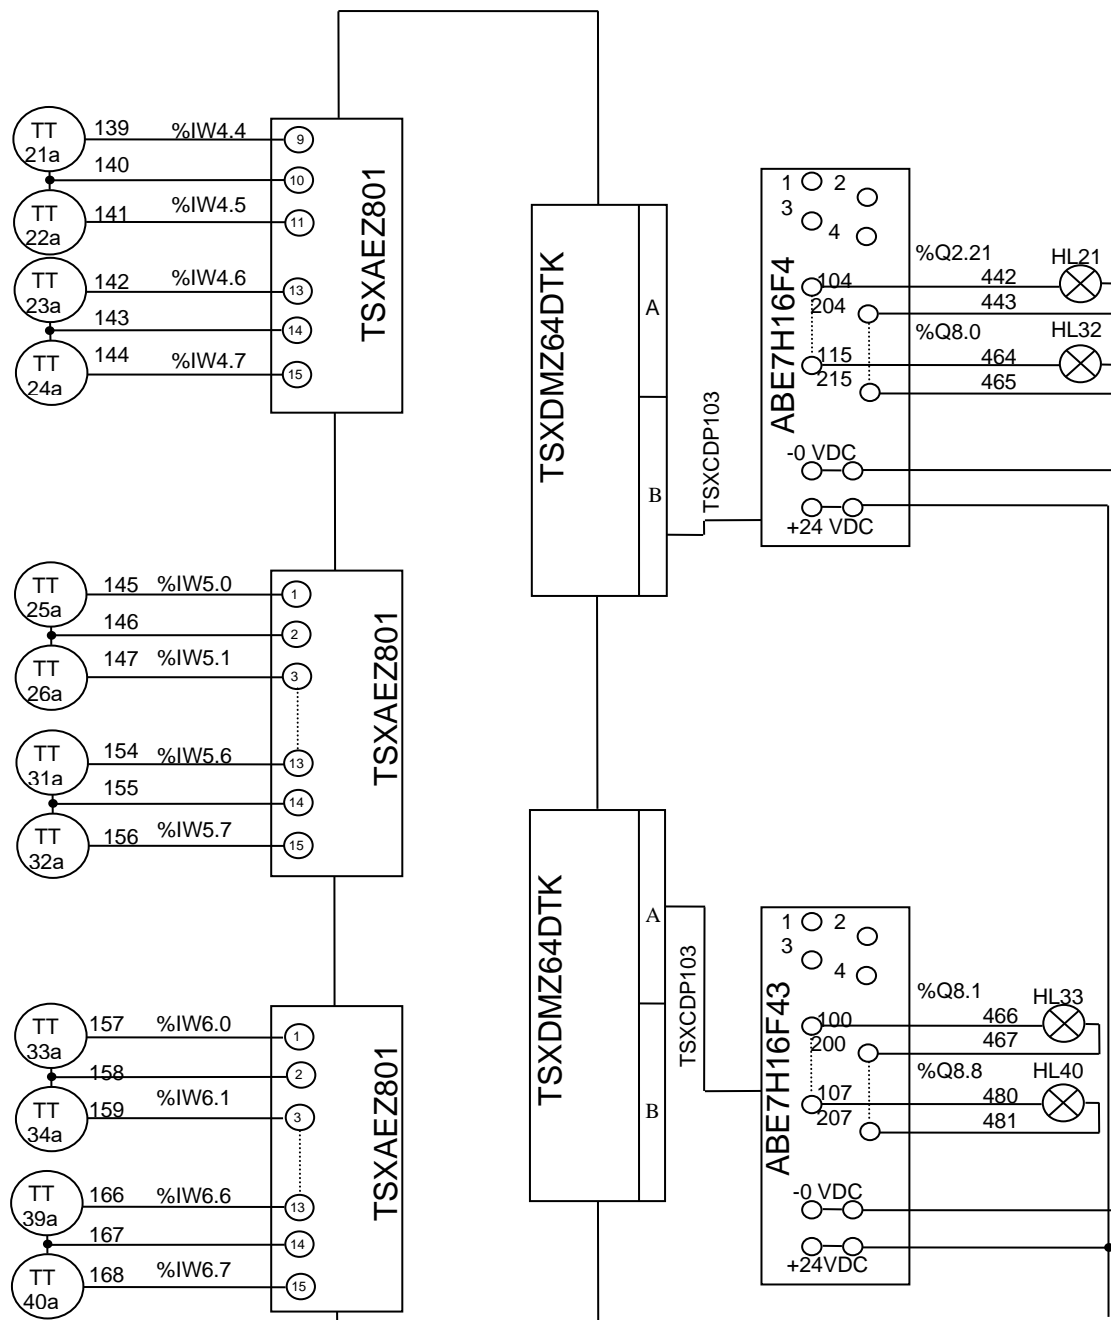 TT
21a
139 %IW4.4
9
140
10
TT
22a
141 %IW4.5
11
TT
23a
142 %IW4.6
13
143
14
TT
24a
144 %IW4.7
15
TSXAEZ801
TT
25a
145 %IW5.0
1
146
2
TT
26a
147 %IW5.1
3
TT
31a
154 %IW5.6
13
155
14
TT
32a
156 %IW5.7
15
TSXAEZ801
TT
33a
157 %IW6.0
1
158
2
TT
34a
159 %IW6.1
3
TT
39a
166 %IW6.6
13
167
14
TT
40a
168 %IW6.7
15
TSXAEZ801
TSXDMZ64DTK
A
B
TSXCDP103
ABE7H16F4
1 2
3
4
104
204
115
215
-0 VDC
+24 VDC
%Q2.21
442
443
HL21
%Q8.0
464
465
HL32
TSXDMZ64DTK
A
B
TSXCDP103
ABE7H16F43
1 2
3
4
100
200
107
207
-0 VDC
+24VDC
%Q8.1
466
467
HL33
%Q8.8
480
481
HL40